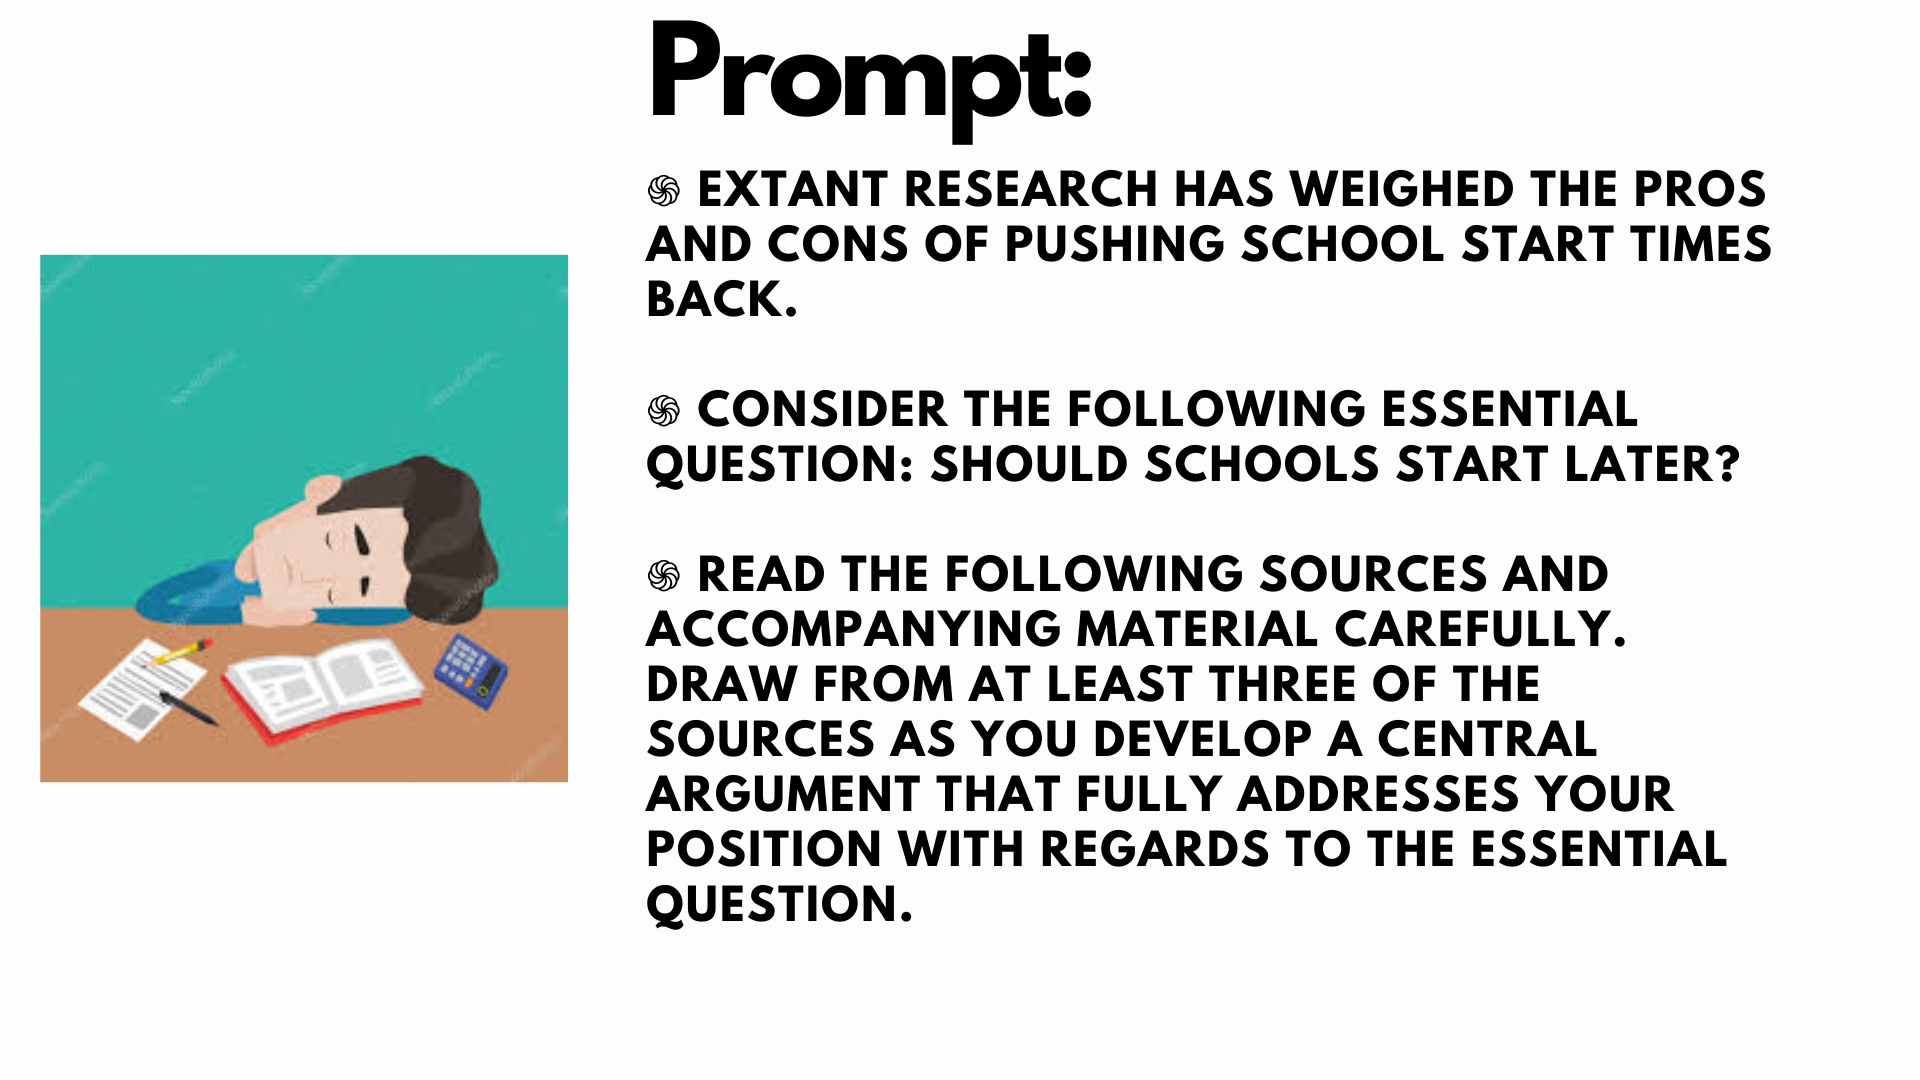 Prompt:
֍ EXTANT RESEARCH HAS WEIGHED THE PROS
AND CONS OF PUSHING SCHOOL START TIMES
BACK.
֍ CONSIDER THE FOLLOWING ESSENTIAL
QUESTION: SHOULD SCHOOLS START LATER?
֍ READ THE FOLLOWING SOURCES AND
ACCOMPANYING MATERIAL CAREFULLY.
DRAW FROM AT LEAST THREE OF THE
SOURCES AS YOU DEVELOP A CENTRAL
ARGUMENT THAT FULLY ADDRESSES YOUR
POSITION WITH REGARDS TO THE ESSENTIAL
QUESTION.